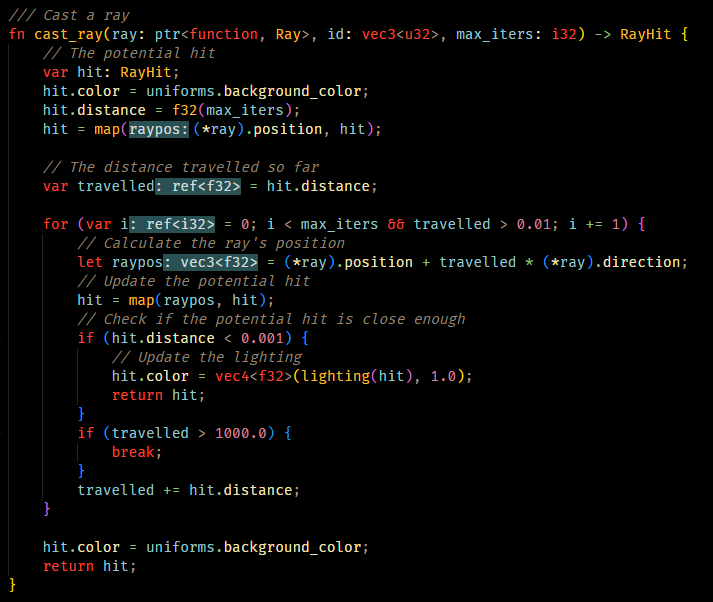 /// Cast a ray
fn cast_ray(ray: ptr<function, Ray>, id: vec3<u32>, max_iters: i32) -> RayHit {
    // The potential hit
    var hit: RayHit;
    hit.color = uniforms.background_color;
    hit.distance = f32(max_iters);
    hit = map(raypos: (*ray).position, hit);

    // The distance travelled so far
    var travelled: ref<f32> = hit.distance;

    for (var i: ref<i32> = 0; i < max_iters && travelled > 0.01; i += 1) {
        // Calculate the ray's position
        let raypos: vec3<f32> = (*ray).position + travelled * (*ray).direction;
        // Update the potential hit
        hit = map(raypos, hit);
        // Check if the potential hit is close enough
        if (hit.distance < 0.001) {
            // Update the lighting
            hit.color = vec4<f32>(lighting(hit), 1.0);
            return hit;
        }
        if (travelled > 1000.0) {
            break;
        }
        travelled += hit.distance;
    }

    hit.color = uniforms.background_color;
    return hit;
}